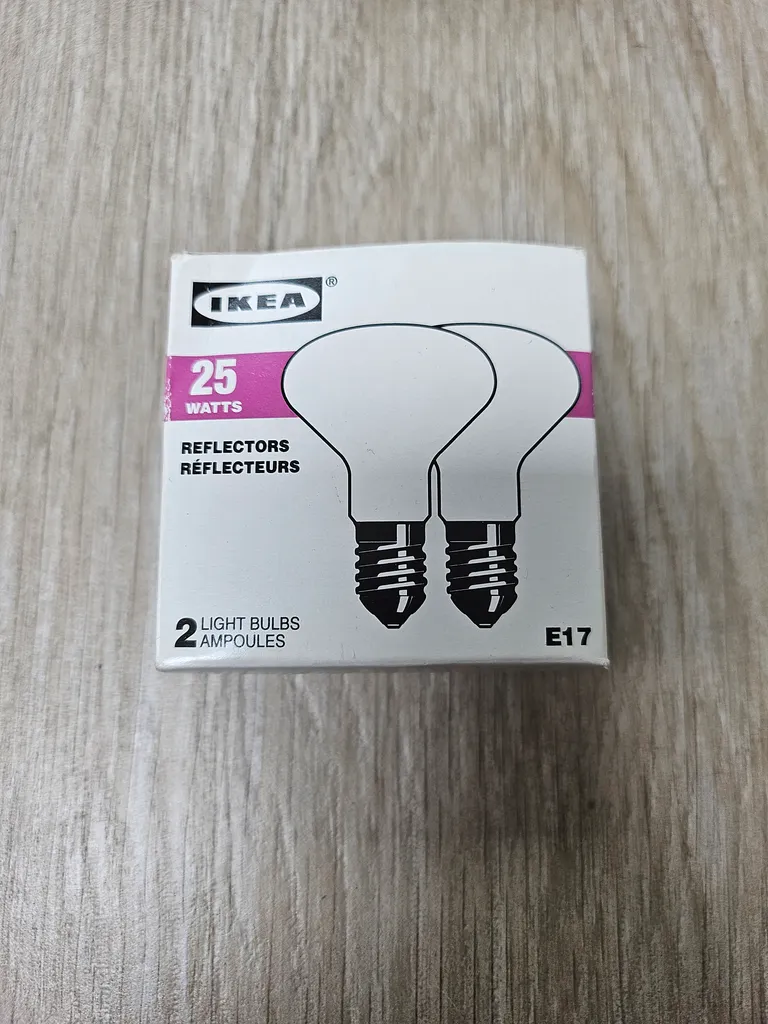 IKEA®
25
WATTS
REFLECTORS
RÉFLECTEURS
2 LIGHT BULBS
AMPOULES
E17